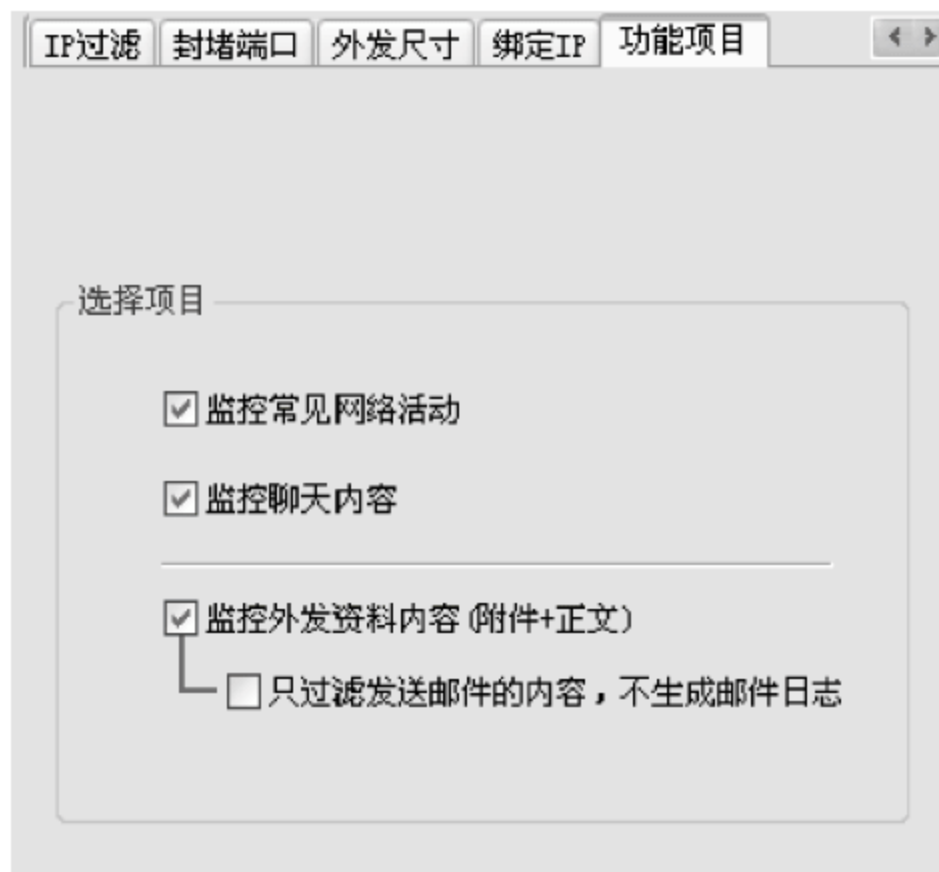 IP过滤 封堵端口 外发尺寸 绑定IP 功能项目
选择项目
监控常见网络活动
监控聊天内容
监控外发资料内容(附件+正文)
只过滤发送邮件的内容，不生成邮件日志